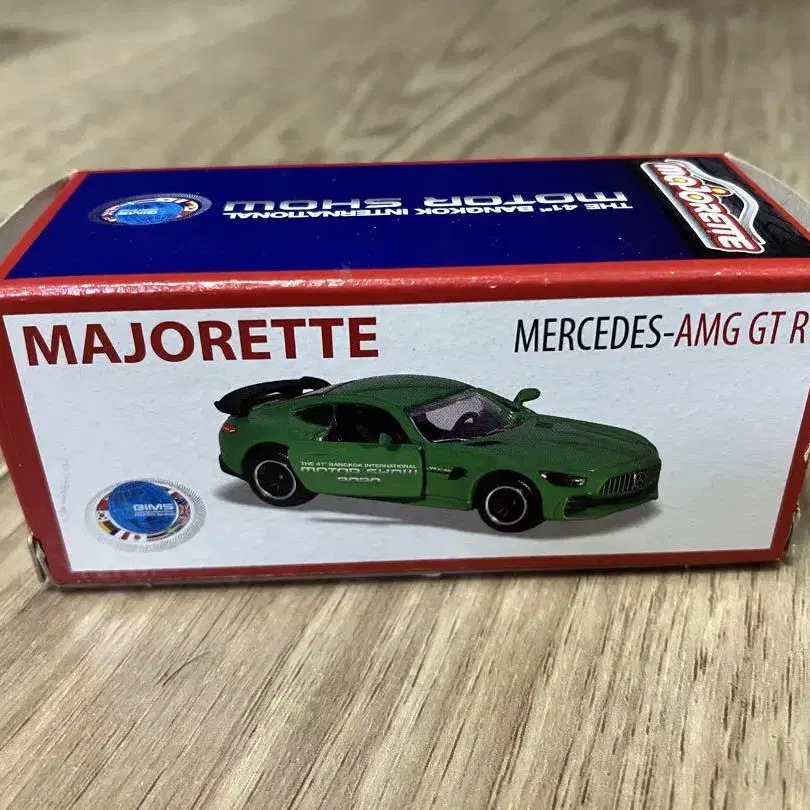 THE 41ST BANGKOK INTERNATIONAL
MOTOR SHOW
GIMS
MAJORETTE
MAJORETTE
MERCEDES-AMG GT R
THE 41ST BANGKOK INTERNATIONAL
MOTOR SHOW
2020
BIMS